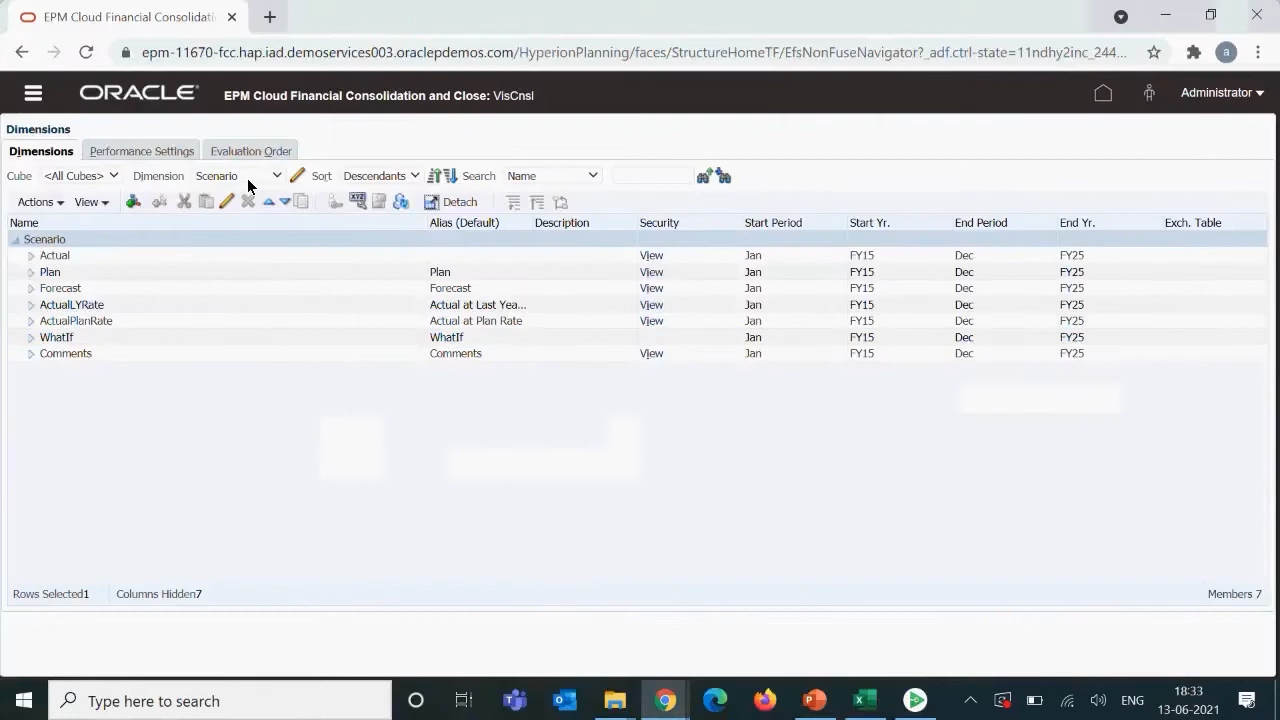 EPM Cloud Financial Consolidati
epm-11670-fcc.hap.iad.demoservices003.oraclepdemos.com/HyperionPlanning/faces/StructureHomeTF/EfsNonFuseNavigator?_adf.ctrl-state=11ndhy2inc_244...
a
ORACLE EPM Cloud Financial Consolidation and Close: VisCnsl Administrator
Dimensions
Dimensions Performance Settings Evaluation Order
Cube <All Cubes> Dimension Scenario Sort Descendants Search Name
Actions View XYZ Detach
Name Alias (Default) Description Security Start Period Start Yr. End Period End Yr. Exch. Table
Scenario
Actual View Jan FY15 Dec FY25
Plan Plan View Jan FY15 Dec FY25
Forecast Forecast View Jan FY15 Dec FY25
ActualLYRate Actual at Last Yea... View Jan FY15 Dec FY25
ActualPlanRate Actual at Plan Rate View Jan FY15 Dec FY25
WhatIf WhatIf Jan FY15 Dec FY25
Comments Comments View Jan FY15 Dec FY25
Rows Selected1 Columns Hidden7 Members 7
Type here to search ENG 18:33
13-06-2021